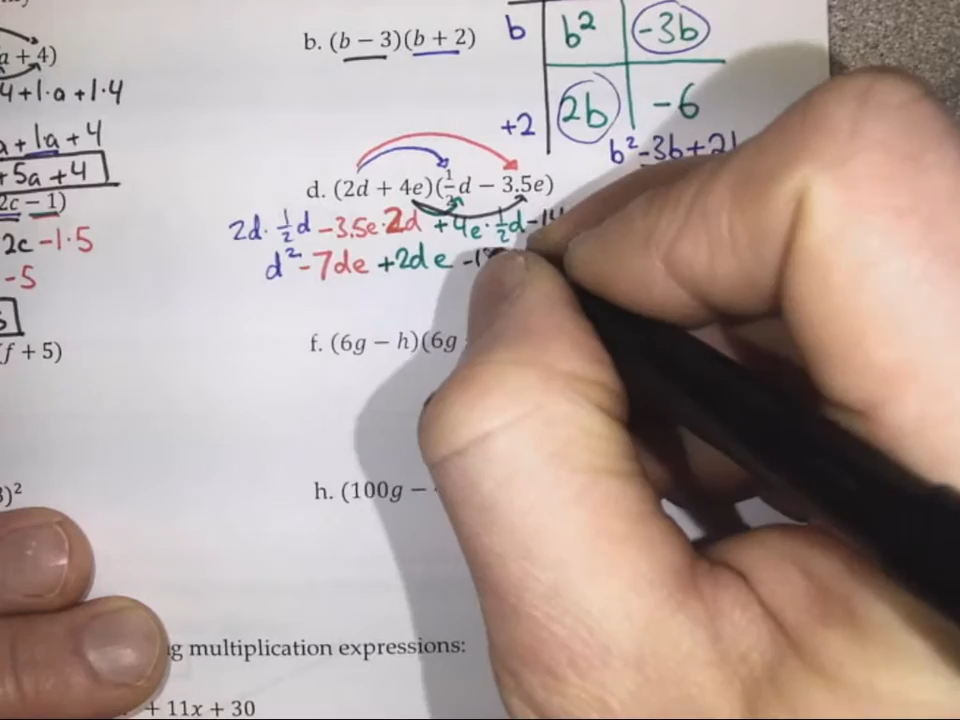 a + 4)
4+1·a+1·4
a + 1a + 4
+ 5a + 4
2c − 1)
2c -1·5
-5
f + 5)
)²
b. (b − 3)(b + 2)
b b² -3b
+2 2b -6
b²-3b+2
d. (2d + 4e)(½d − 3.5e)
2d·½d -3.5e·2d +4e·½d-14
d²-7de +2de -1
f. (6g − h)(6g
h. (100g −
g multiplication expressions:
+ 11x + 30